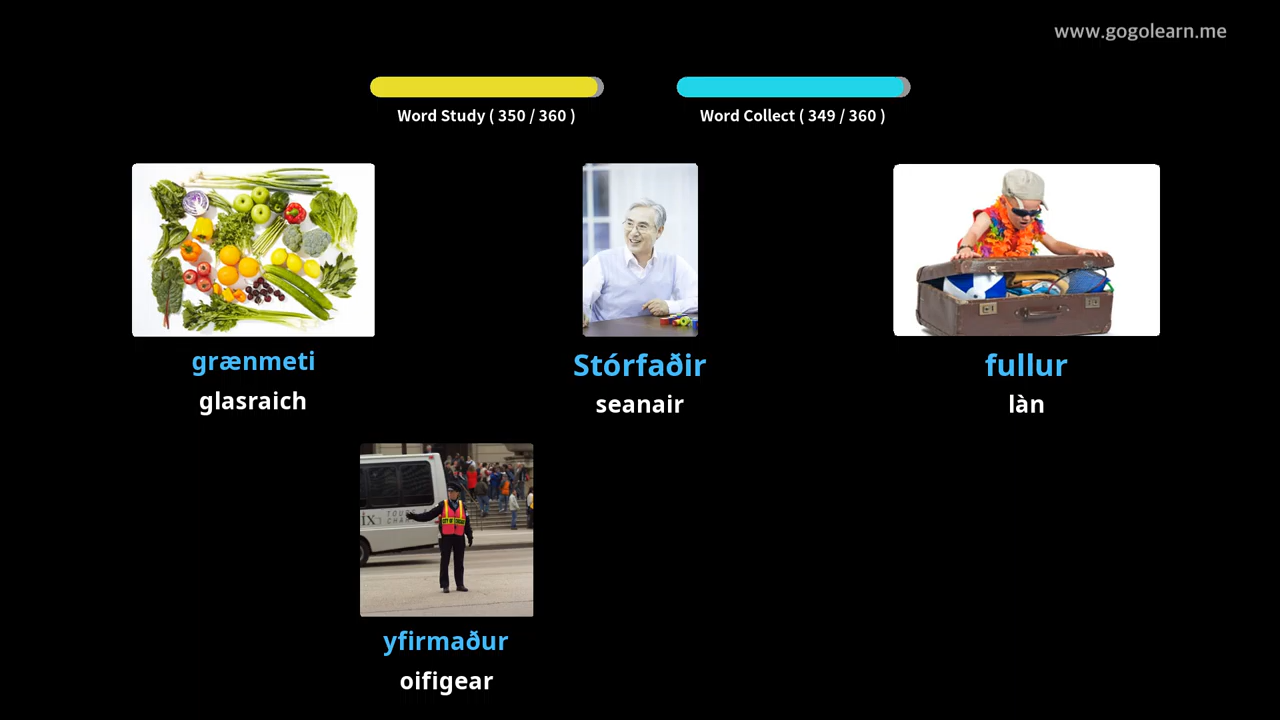 www.gogolearn.me
Word Study ( 350 / 360 )
Word Collect ( 349 / 360 )
grænmeti
glasraich
Stórfaðir
seanair
fullur
làn
yfirmaður
oifigear